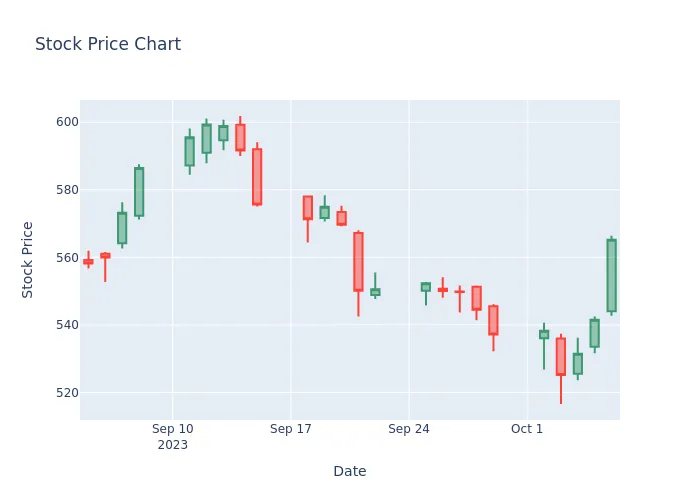 Stock Price Chart
Stock Price
600
580
560
540
520
Sep 10
2023
Sep 17
Sep 24
Oct 1
Date